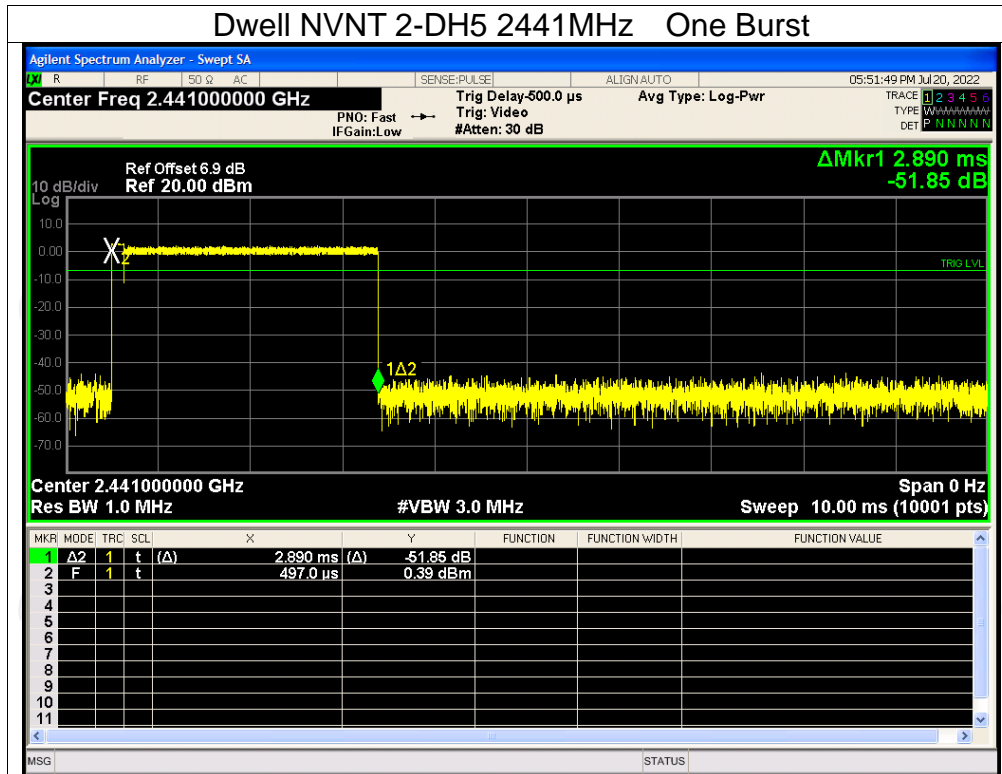 Dwell NVNT 2-DH5 2441MHz One Burst
Agilent Spectrum Analyzer - Swept SA
LXI R RF 50 Ω AC SENSE:PULSE ALIGN AUTO 05:51:49 PM Jul 20, 2022
Center Freq 2.441000000 GHz
PNO: Fast
IFGain:Low
Trig Delay-500.0 µs
Trig: Video
#Atten: 30 dB
Avg Type: Log-Pwr
TRACE 1 2 3 4 5 6
TYPE WWWWWW
DET P N N N N N
ΔMkr1 2.890 ms
-51.85 dB
Ref Offset 6.9 dB
10 dB/div Ref 20.00 dBm
Log
10.0
0.00
-10.0
-20.0
-30.0
-40.0
-50.0
-60.0
-70.0
X
2
TRIG LVL
1Δ2
Center 2.441000000 GHz Span 0 Hz
Res BW 1.0 MHz #VBW 3.0 MHz Sweep 10.00 ms (10001 pts)
MKR MODE TRC SCL X Y FUNCTION FUNCTION WIDTH FUNCTION VALUE
1 Δ2 1 t (Δ) 2.890 ms (Δ) -51.85 dB
2 F 1 t 497.0 µs 0.39 dBm
3
4
5
6
7
8
9
10
11
MSG STATUS